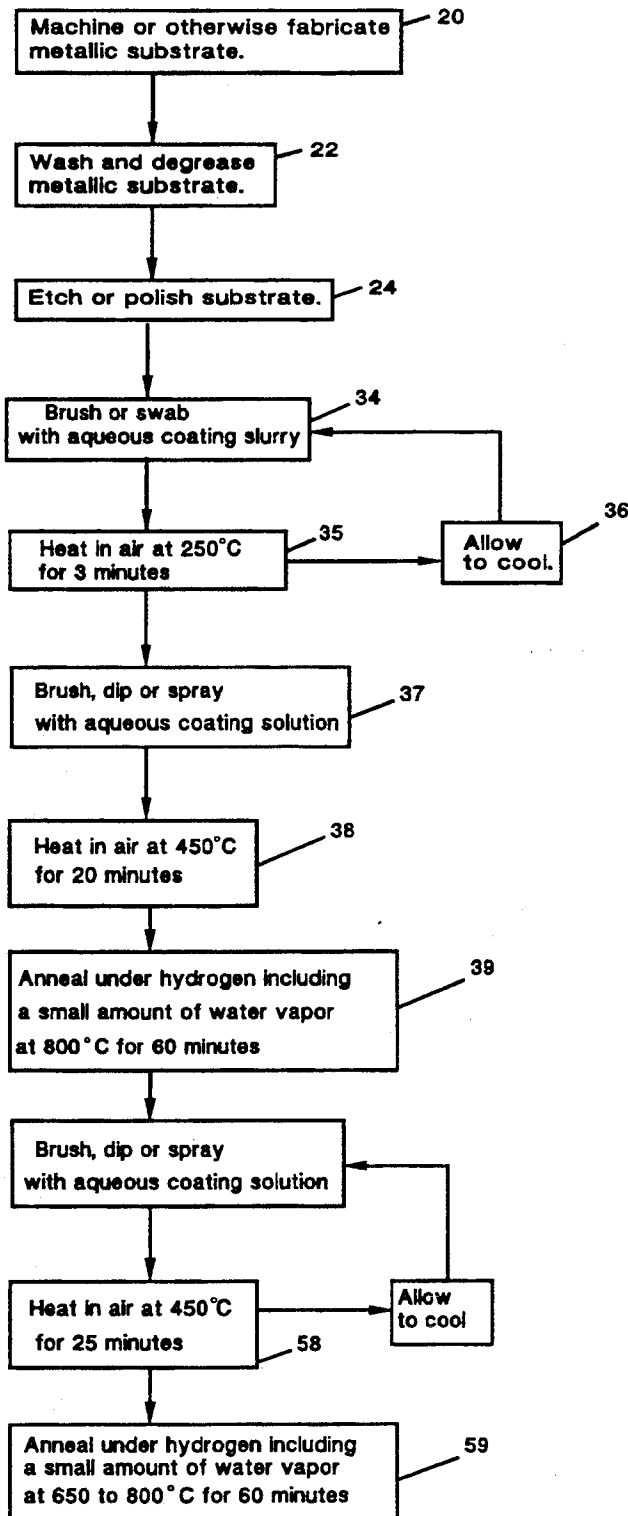 Machine or otherwise fabricate
metallic substrate.
20
Wash and degrease
metallic substrate.
22
Etch or polish substrate.
24
Brush or swab
with aqueous coating slurry
34
Heat in air at 250°C
for 3 minutes
35
Allow
to cool.
36
Brush, dip or spray
with aqueous coating solution
37
Heat in air at 450°C
for 20 minutes
38
Anneal under hydrogen including
a small amount of water vapor
at 800°C for 60 minutes
39
Brush, dip or spray
with aqueous coating solution
Heat in air at 450°C
for 25 minutes
58
Allow
to cool
Anneal under hydrogen including
a small amount of water vapor
at 650 to 800°C for 60 minutes
59